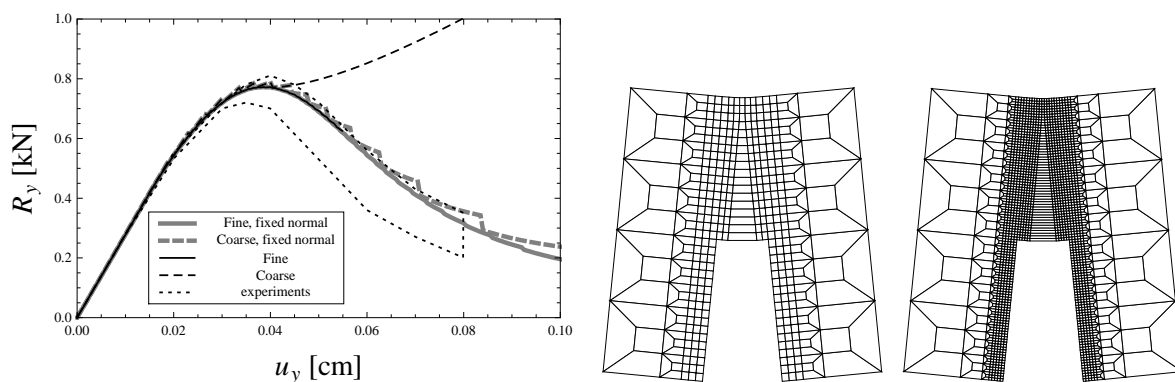 1.0
0.8
0.6
0.4
0.2
0.0
R_y [kN]
Fine, fixed normal
Coarse, fixed normal
Fine
Coarse
experiments
0.00 0.02 0.04 0.06 0.08 0.10
u_y [cm]